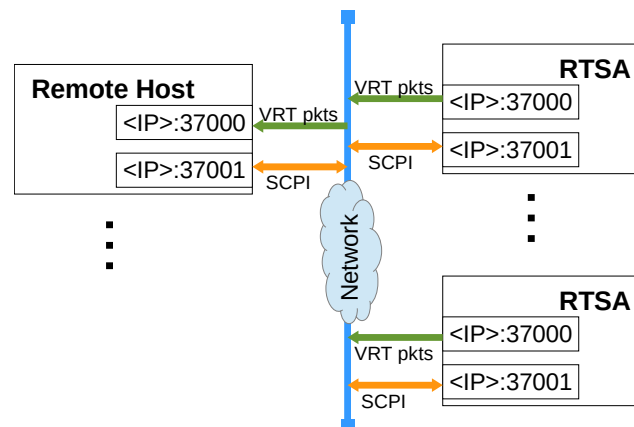 Remote Host
<IP>:37000
<IP>:37001
VRT pkts
SCPI
VRT pkts
SCPI
RTSA
<IP>:37000
<IP>:37001
Network
VRT pkts
SCPI
RTSA
<IP>:37000
<IP>:37001